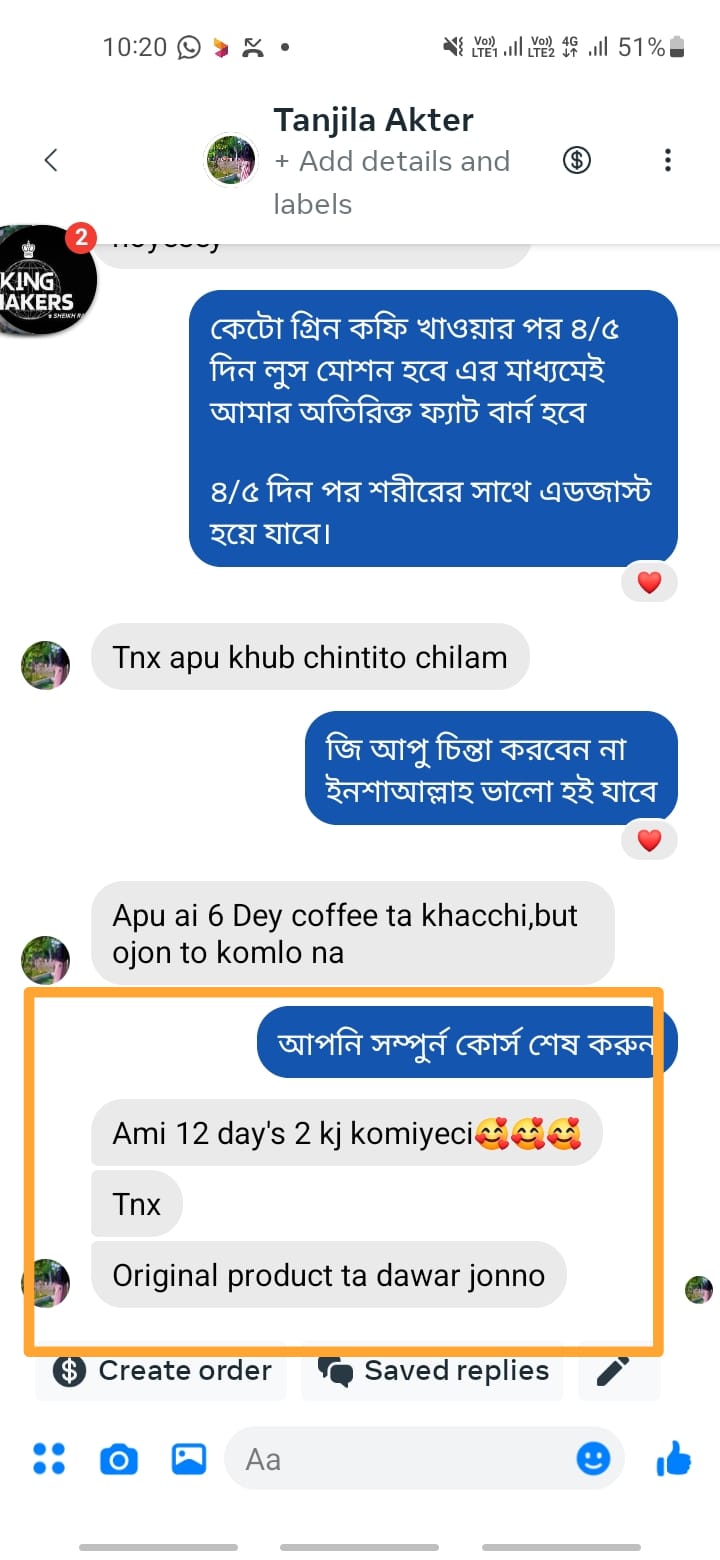 10:20
Vo)) LTE1 Vo)) LTE2 4G 51%
Tanjila Akter
+ Add details and
labels
2
KING
MAKERS
কেটো গ্রিন কফি খাওয়ার পর ৪/৫
দিন লুস মোশন হবে এর মাধ্যমেই
আমার অতিরিক্ত ফ্যাট বার্ন হবে
৪/৫ দিন পর শরীরের সাথে এডজাস্ট
হয়ে যাবে।
Tnx apu khub chintito chilam
জি আপু চিন্তা করবেন না
ইনশাআল্লাহ ভালো হই যাবে
Apu ai 6 Dey coffee ta khacchi,but
ojon to komlo na
আপনি সম্পুর্ন কোর্স শেষ করুন
Ami 12 day's 2 kj komiyeci🥰🥰🥰
Tnx
Original product ta dawar jonno
Create order Saved replies
Aa